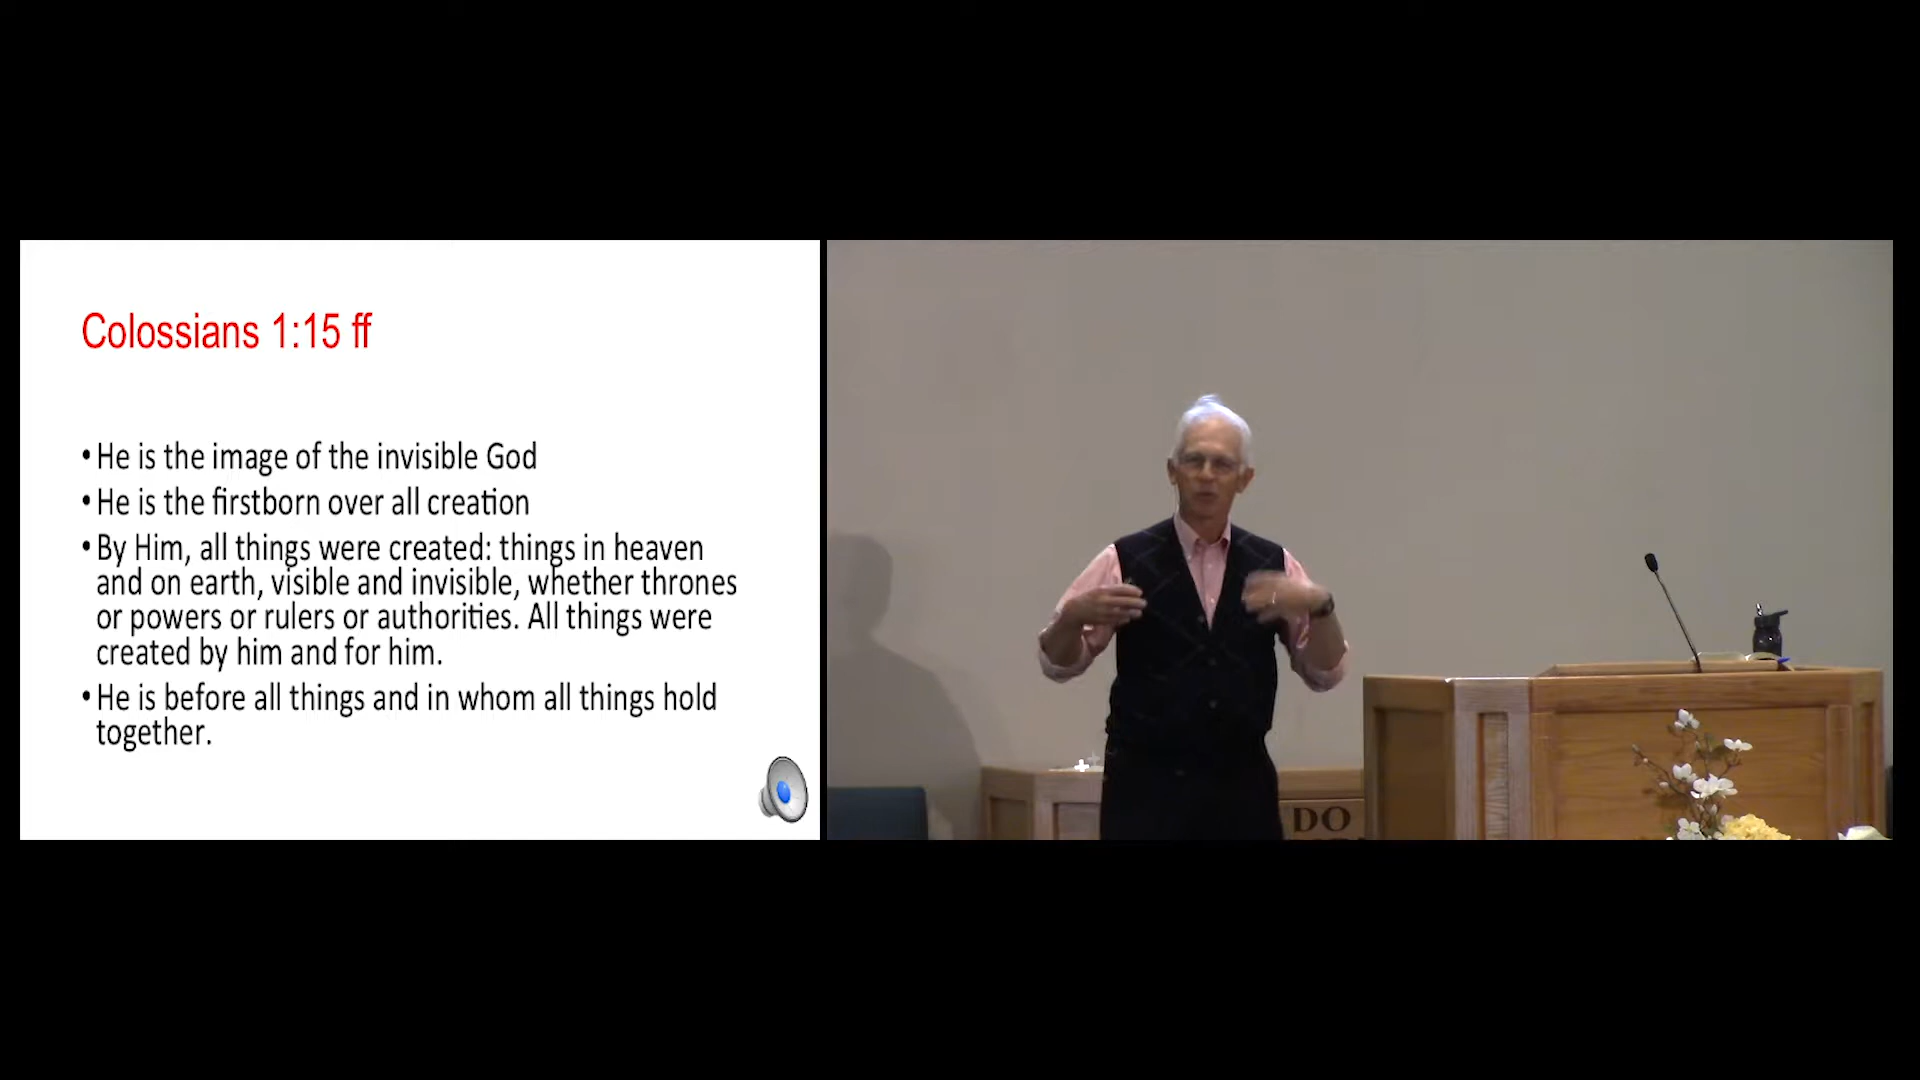 Colossians 1:15 ff
•He is the image of the invisible God
•He is the firstborn over all creation
•By Him, all things were created: things in heaven
and on earth, visible and invisible, whether thrones
or powers or rulers or authorities. All things were
created by him and for him.
•He is before all things and in whom all things hold
together.
DO